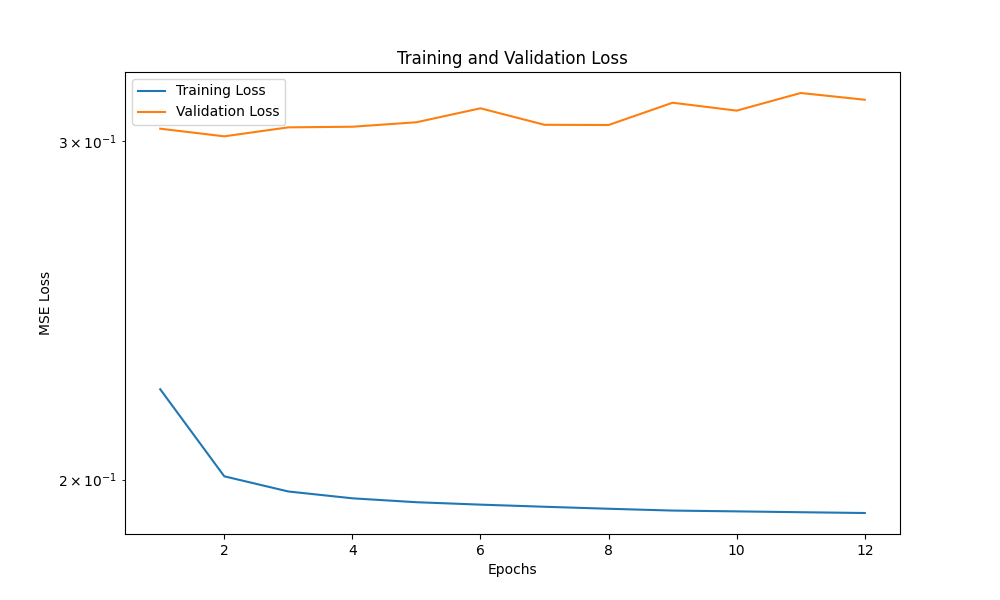 Training and Validation Loss
Training Loss
Validation Loss
3 × 10⁻¹
MSE Loss
2 × 10⁻¹
2 4 6 8 10 12
Epochs